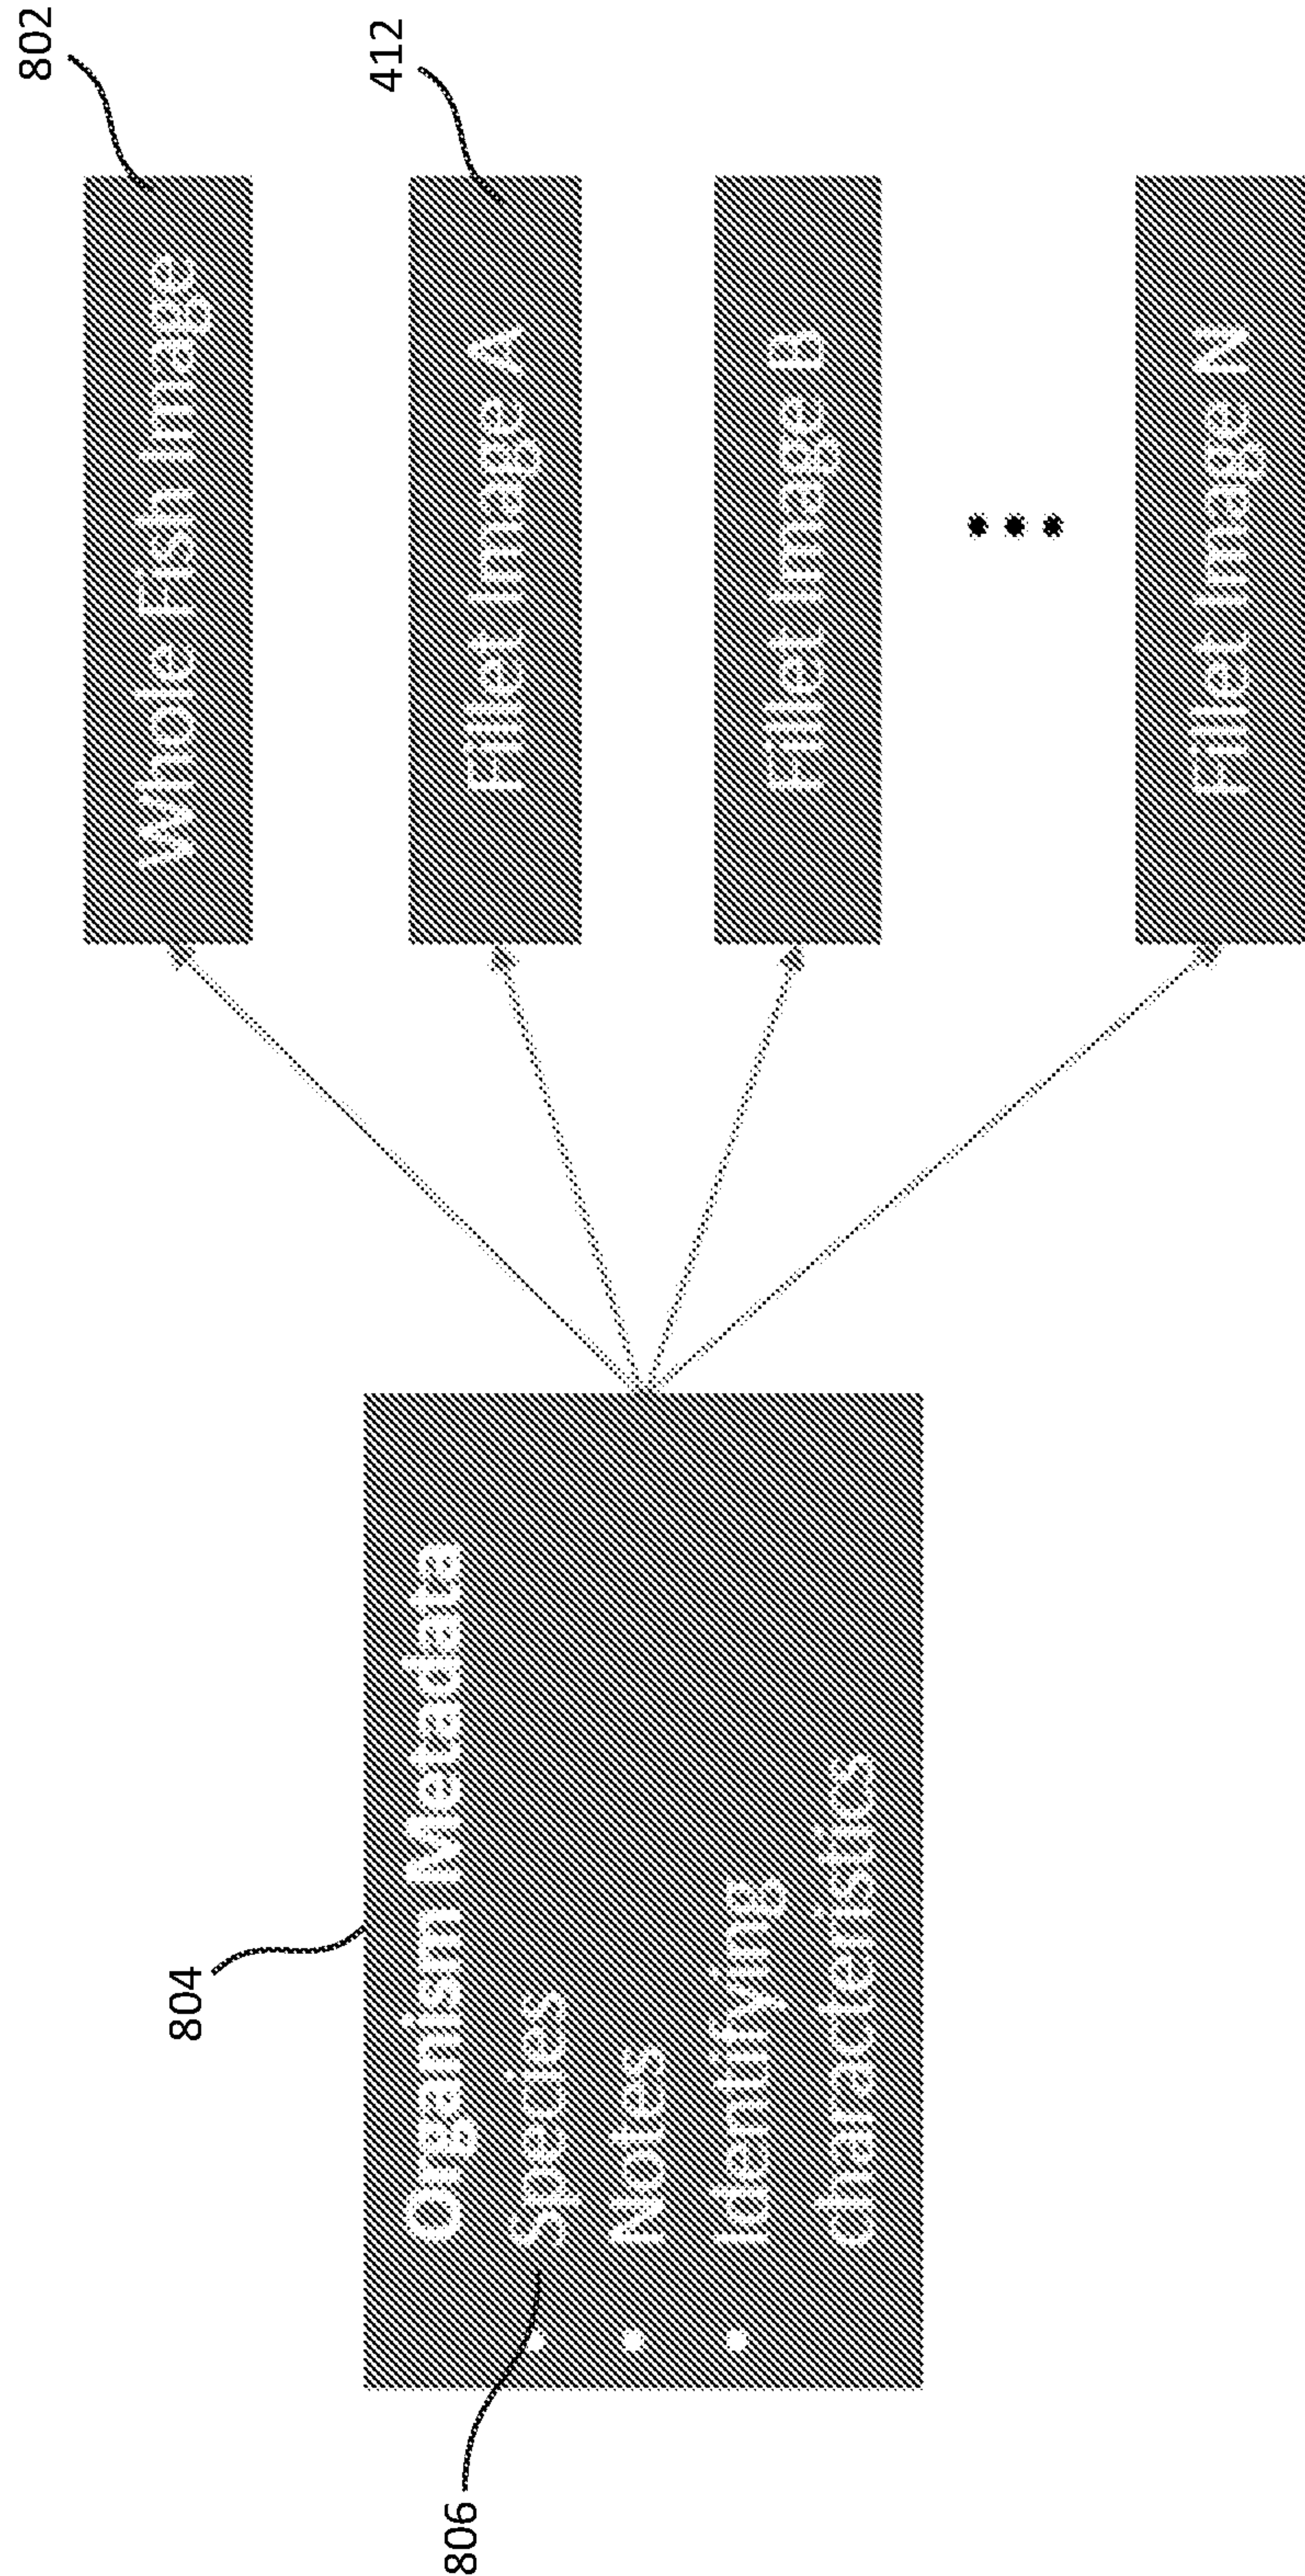 802
Whole Fish Image
412
Fillet Image A
Fillet Image B
Fillet Image N
804
Organism Metadata
806
• Species
• Notes
• Identifying
characteristics